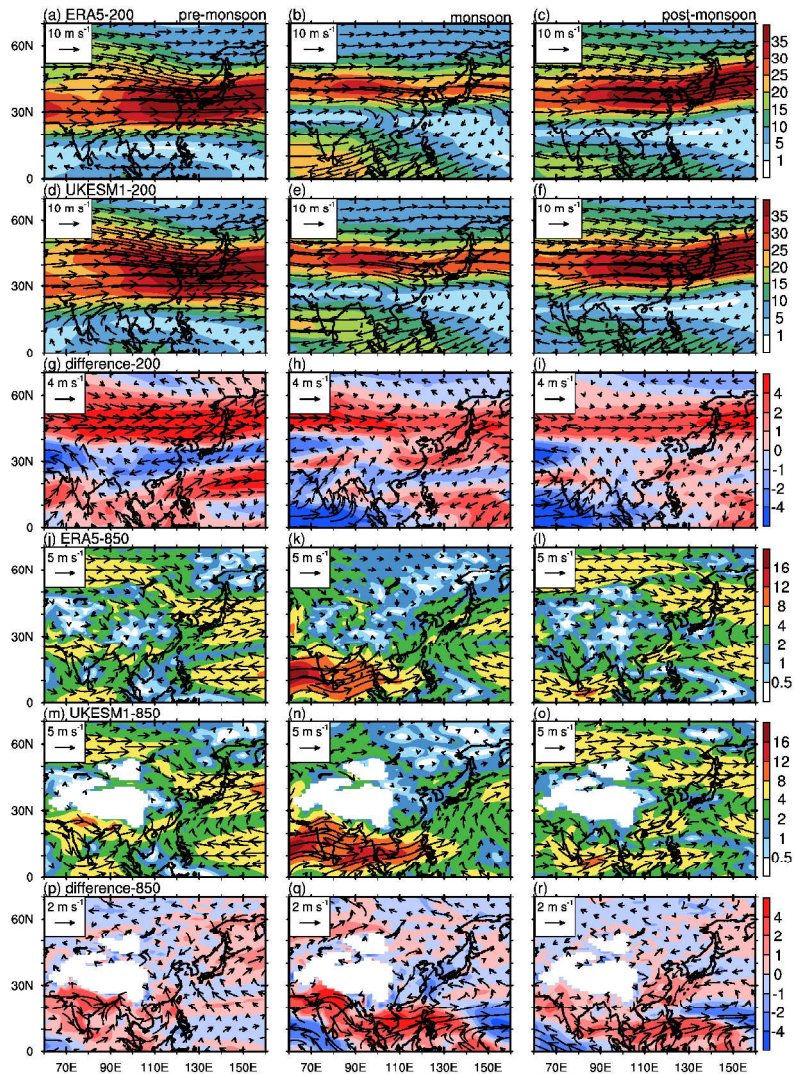 (a) ERA5-200 pre-monsoon (b) monsoon (c) post-monsoon
10 m s⁻¹ 10 m s⁻¹ 10 m s⁻¹
60N
30N
0
35
30
25
20
15
10
5
1
(d) UKESM1-200 (e) (f)
10 m s⁻¹ 10 m s⁻¹ 10 m s⁻¹
60N
30N
0
35
30
25
20
15
10
5
1
(g) difference-200 (h) (i)
4 m s⁻¹ 4 m s⁻¹ 4 m s⁻¹
60N
30N
0
4
2
1
0
-1
-2
-4
(j) ERA5-850 (k) (l)
5 m s⁻¹ 5 m s⁻¹ 5 m s⁻¹
60N
30N
0
16
12
8
4
2
1
0.5
(m) UKESM1-850 (n) (o)
5 m s⁻¹ 5 m s⁻¹ 5 m s⁻¹
60N
30N
0
16
12
8
4
2
1
0.5
(p) difference-850 (q) (r)
2 m s⁻¹ 2 m s⁻¹ 2 m s⁻¹
60N
30N
0
4
2
1
0
-1
-2
-4
70E 90E 110E 130E 150E 70E 90E 110E 130E 150E 70E 90E 110E 130E 150E